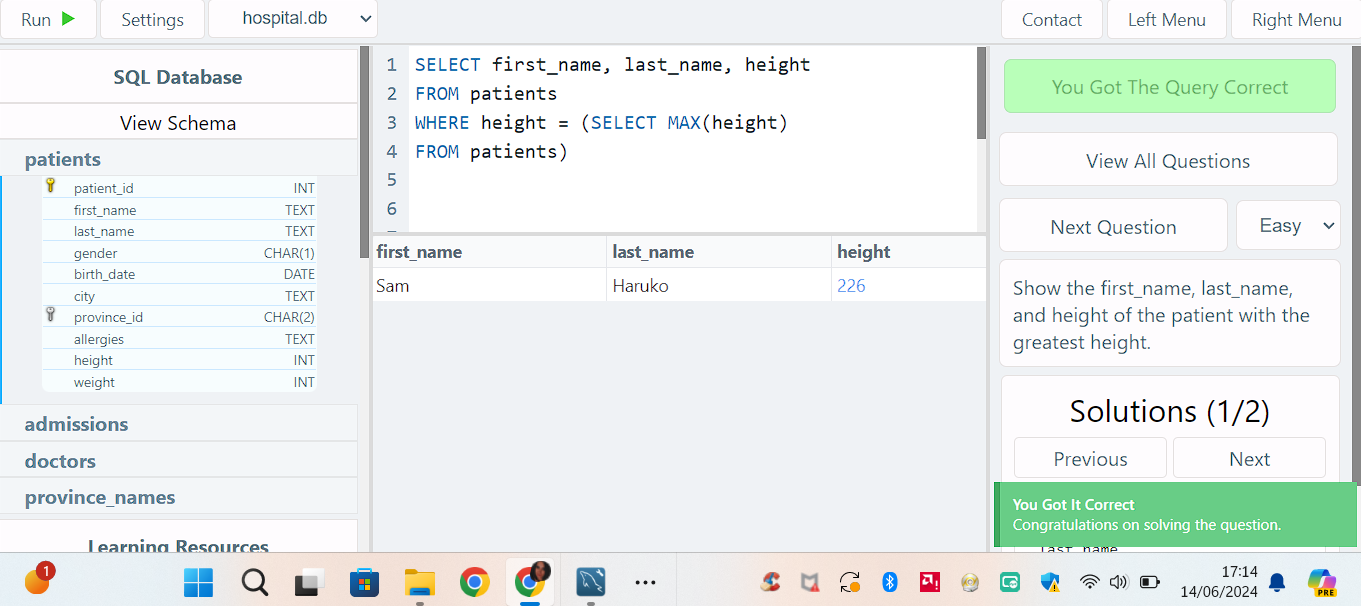 Run
Settings
hospital.db
Contact
Left Menu
Right Menu
SQL Database
View Schema
patients
patient_id INT
first_name TEXT
last_name TEXT
gender CHAR(1)
birth_date DATE
city TEXT
province_id CHAR(2)
allergies TEXT
height INT
weight INT
admissions
doctors
province_names
Learning Resources
1 SELECT first_name, last_name, height
2 FROM patients
3 WHERE height = (SELECT MAX(height)
4 FROM patients)
5
6
first_name last_name height
Sam Haruko 226
You Got The Query Correct
View All Questions
Next Question
Easy
Show the first_name, last_name,
and height of the patient with the
greatest height.
Solutions (1/2)
Previous
Next
You Got It Correct
Congratulations on solving the question.
last_name
1
17:14
14/06/2024
PRE